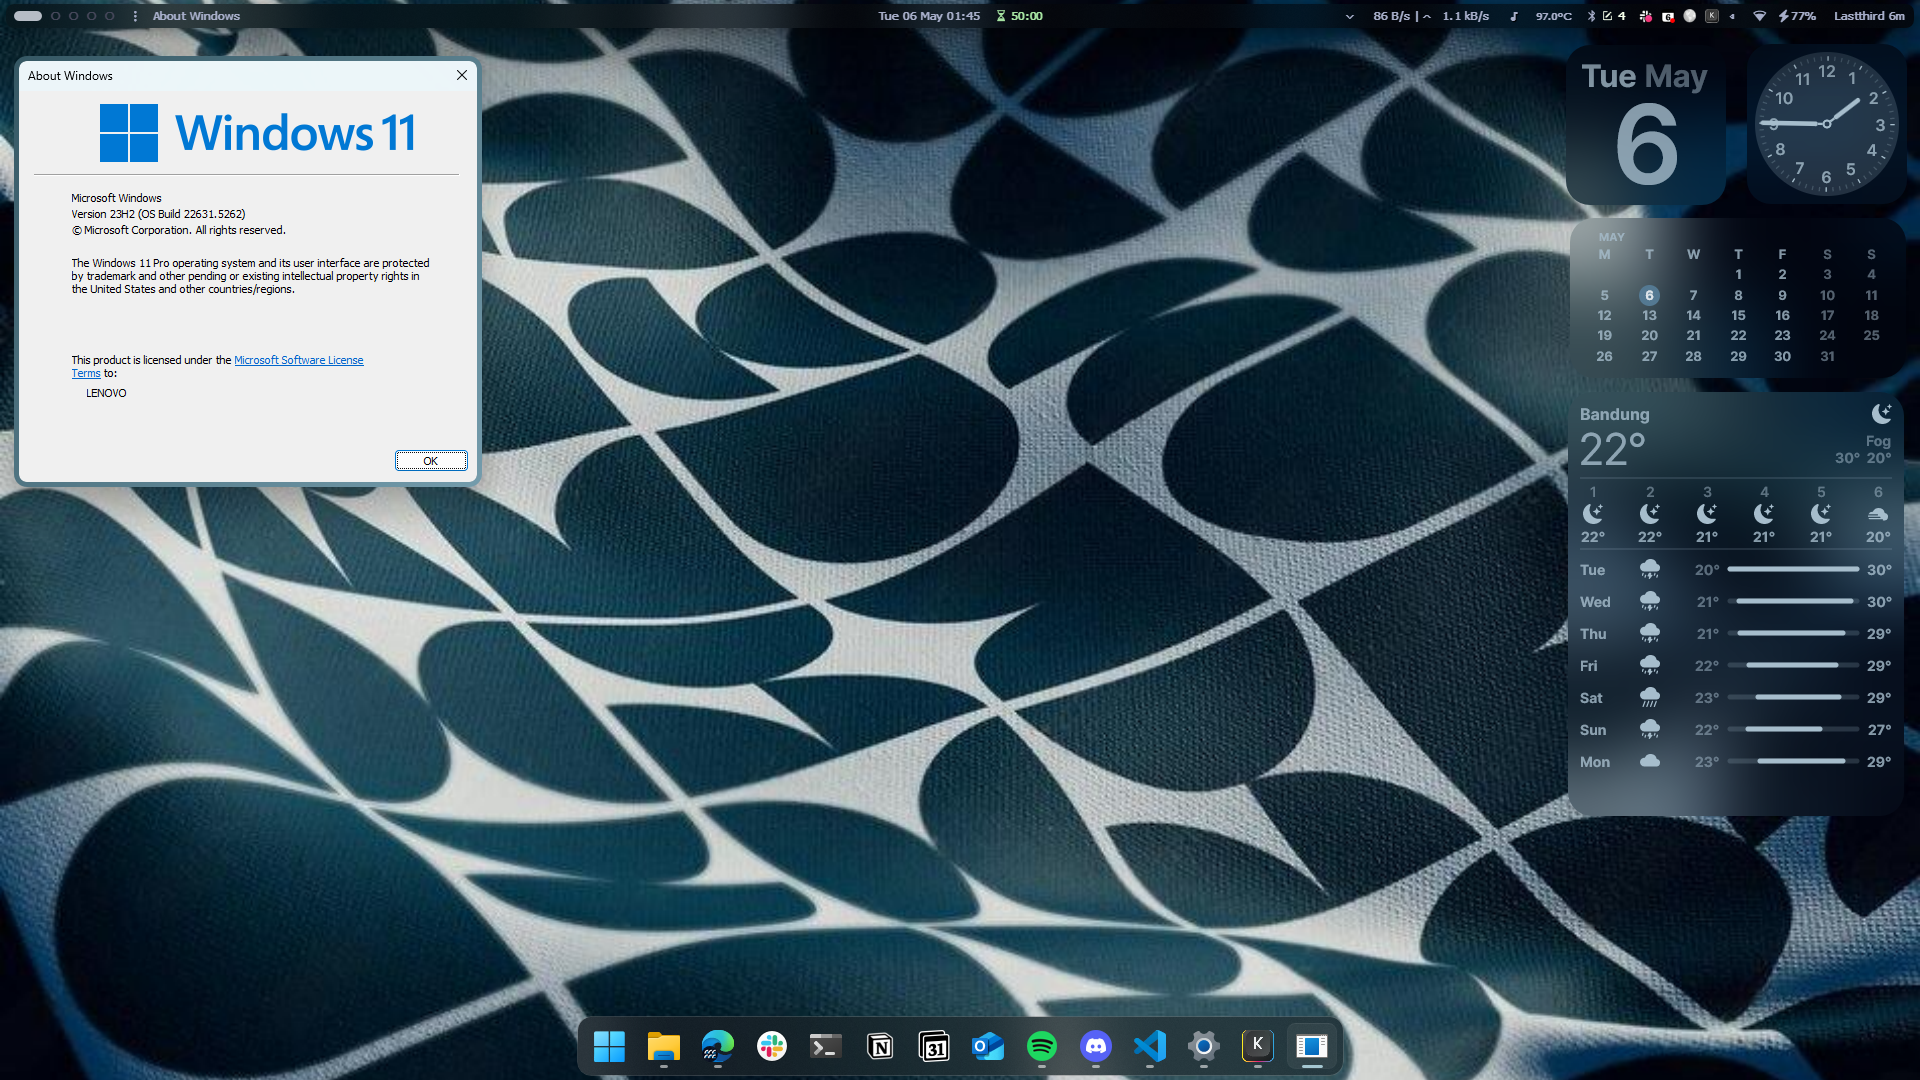 About Windows
Tue 06 May 01:45
50:00
86 B/s | 1.1 kB/s
97.0°C
4
K
77%
Lastthird 6m
About Windows
Windows 11
Microsoft Windows
Version 23H2 (OS Build 22631.5262)
© Microsoft Corporation. All rights reserved.
The Windows 11 Pro operating system and its user interface are protected
by trademark and other pending or existing intellectual property rights in
the United States and other countries/regions.
This product is licensed under the Microsoft Software License
Terms to:
LENOVO
OK
Tue May
6
12 1 2 3 4 5 6 7 8 9 10 11
MAY
M T W T F S S
1 2 3 4
5 6 7 8 9 10 11
12 13 14 15 16 17 18
19 20 21 22 23 24 25
26 27 28 29 30 31
Bandung
22°
Fog
30° 20°
1 2 3 4 5 6
22° 22° 21° 21° 21° 20°
Tue 20° 30°
Wed 21° 30°
Thu 21° 29°
Fri 22° 29°
Sat 23° 29°
Sun 22° 27°
Mon 23° 29°
N
31
O
K